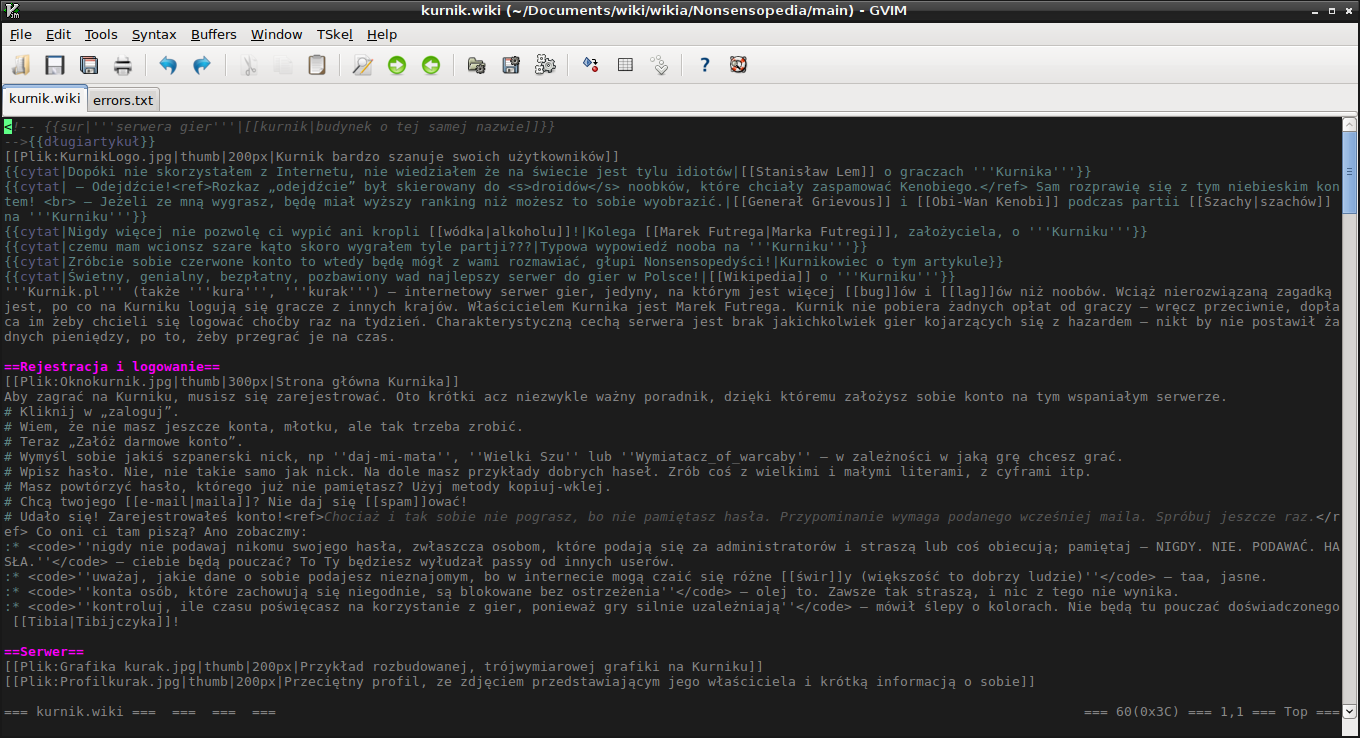 kurnik.wiki (~/Documents/wiki/wikia/Nonsensopedia/main) - GVIM
File Edit Tools Syntax Buffers Window TSkel Help
kurnik.wiki errors.txt
<!-- {{sur|'''serwera gier'''|[[kurnik|budynek o tej samej nazwie]]}}
-->{{długiartykuł}}
[[Plik:KurnikLogo.jpg|thumb|200px|Kurnik bardzo szanuje swoich użytkowników]]
{{cytat|Dopóki nie skorzystałem z Internetu, nie wiedziałem że na świecie jest tylu idiotów|[[Stanisław Lem]] o graczach '''Kurnika'''}}
{{cytat| – Odejdźcie!<ref>Rozkaz „odejdźcie” był skierowany do <s>droidów</s> noobków, które chciały zaspamować Kenobiego.</ref> Sam rozprawię się z tym niebieskim kon
tem! <br> – Jeżeli ze mną wygrasz, będę miał wyższy ranking niż możesz to sobie wyobrazić.|[[Generał Grievous]] i [[Obi-Wan Kenobi]] podczas partii [[Szachy|szachów]]
na '''Kurniku'''}}
{{cytat|Nigdy więcej nie pozwolę ci wypić ani kropli [[wódka|alkoholu]]!|Kolega [[Marek Futrega|Marka Futregi]], założyciela, o '''Kurniku'''}}
{{cytat|czemu mam wcionsz szare kąto skoro wygrałem tyle partji???|Typowa wypowiedź nooba na '''Kurniku'''}}
{{cytat|Zróbcie sobie czerwone konto to wtedy będę mógł z wami rozmawiać, głupi Nonsensopedyści!|Kurnikowiec o tym artykule}}
{{cytat|Świetny, genialny, bezpłatny, pozbawiony wad najlepszy serwer do gier w Polsce!|[[Wikipedia]] o '''Kurniku'''}}
'''Kurnik.pl''' (także '''kura''', '''kurak''') – internetowy serwer gier, jedyny, na którym jest więcej [[bug]]ów i [[lag]]ów niż noobów. Wciąż nierozwiązaną zagadką
jest, po co na Kurniku logują się gracze z innych krajów. Właścicielem Kurnika jest Marek Futrega. Kurnik nie pobiera żadnych opłat od graczy – wręcz przeciwnie, dopła
ca im żeby chcieli się logować choćby raz na tydzień. Charakterystyczną cechą serwera jest brak jakichkolwiek gier kojarzących się z hazardem – nikt by nie postawił ża
dnych pieniędzy, po to, żeby przegrać je na czas.
==Rejestracja i logowanie==
[[Plik:Oknokurnik.jpg|thumb|300px|Strona główna Kurnika]]
Aby zagrać na Kurniku, musisz się zarejestrować. Oto krótki acz niezwykle ważny poradnik, dzięki któremu założysz sobie konto na tym wspaniałym serwerze.
# Kliknij w „zaloguj”.
# Wiem, że nie masz jeszcze konta, młotku, ale tak trzeba zrobić.
# Teraz „Załóż darmowe konto”.
# Wymyśl sobie jakiś szpanerski nick, np ''daj-mi-mata'', ''Wielki Szu'' lub ''Wymiatacz_of_warcaby'' – w zależności w jaką grę chcesz grać.
# Wpisz hasło. Nie, nie takie samo jak nick. Na dole masz przykłady dobrych haseł. Zrób coś z wielkimi i małymi literami, z cyframi itp.
# Masz powtórzyć hasło, którego już nie pamiętasz? Użyj metody kopiuj-wklej.
# Chcą twojego [[e-mail|maila]]? Nie daj się [[spam]]ować!
# Udało się! Zarejestrowałeś konto!<ref>Chociaż i tak sobie nie pograsz, bo nie pamiętasz hasła. Przypominanie wymaga podanego wcześniej maila. Spróbuj jeszcze raz.</r
ef> Co oni ci tam piszą? Ano zobaczmy:
:* <code>''nigdy nie podawaj nikomu swojego hasła, zwłaszcza osobom, które podają się za administratorów i straszą lub coś obiecują; pamiętaj – NIGDY. NIE. PODAWAĆ. HA
SŁA.''</code> – ciebie będą pouczać? To Ty będziesz wyłudzał passy od innych userów.
:* <code>''uważaj, jakie dane o sobie podajesz nieznajomym, bo w internecie mogą czaić się różne [[świr]]y (większość to dobrzy ludzie)''</code> – taa, jasne.
:* <code>''konta osób, które zachowują się niegodnie, są blokowane bez ostrzeżenia''</code> – olej to. Zawsze tak straszą, i nic z tego nie wynika.
:* <code>''kontroluj, ile czasu poświęcasz na korzystanie z gier, ponieważ gry silnie uzależniają''</code> – mówił ślepy o kolorach. Nie będą tu pouczać doświadczonego
[[Tibia|Tibijczyka]]!
==Serwer==
[[Plik:Grafika kurak.jpg|thumb|200px|Przykład rozbudowanej, trójwymiarowej grafiki na Kurniku]]
[[Plik:Profilkurak.jpg|thumb|200px|Przeciętny profil, ze zdjęciem przedstawiającym jego właściciela i krótką informacją o sobie]]
=== kurnik.wiki === === === === === 60(0x3C) === 1,1 === Top ===